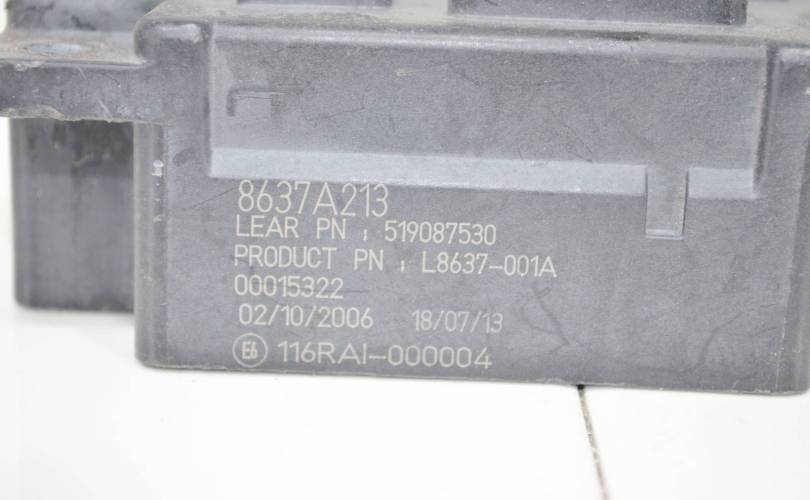 8637A213
LEAR PN : 519087530
PRODUCT PN : L8637-001A
00015322
02/10/2006 18/07/13
E6 116RAI-000004